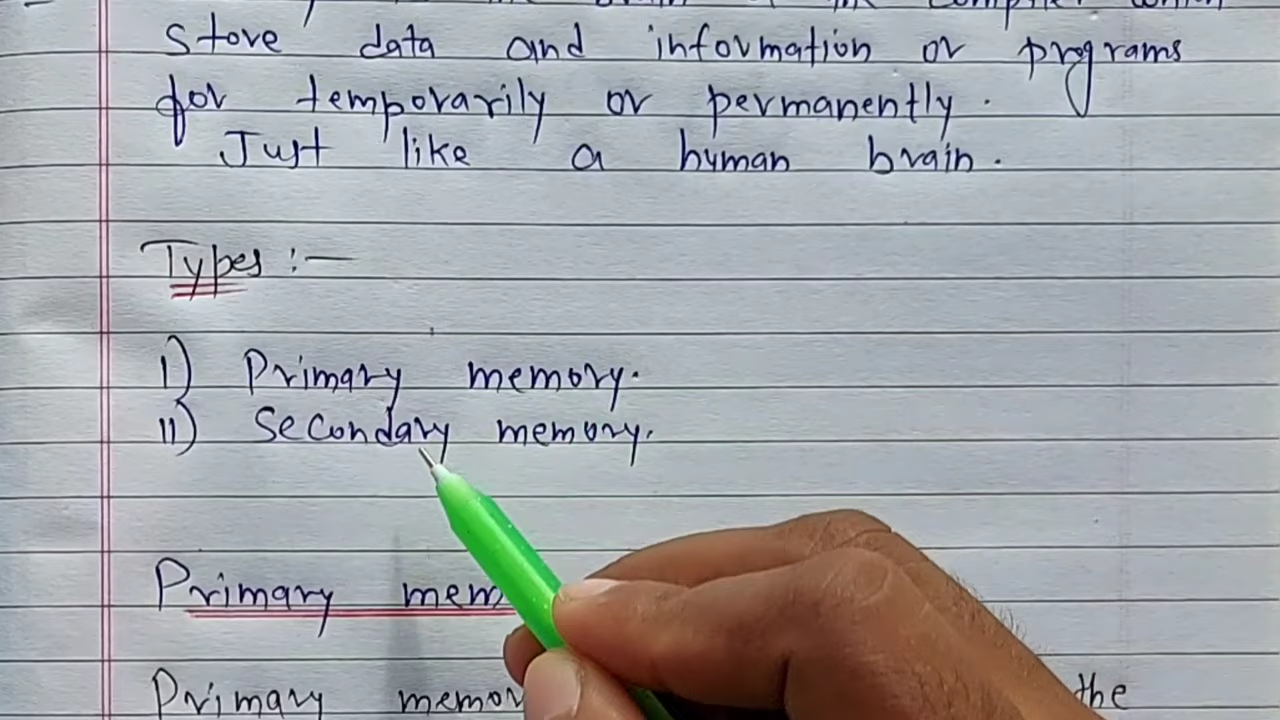 store data and information or programs
for temporarily or permanently.
Just like a human brain.
Types :-
I) Primary memory.
II) Secondary memory.
Primary mem
Primary memor the